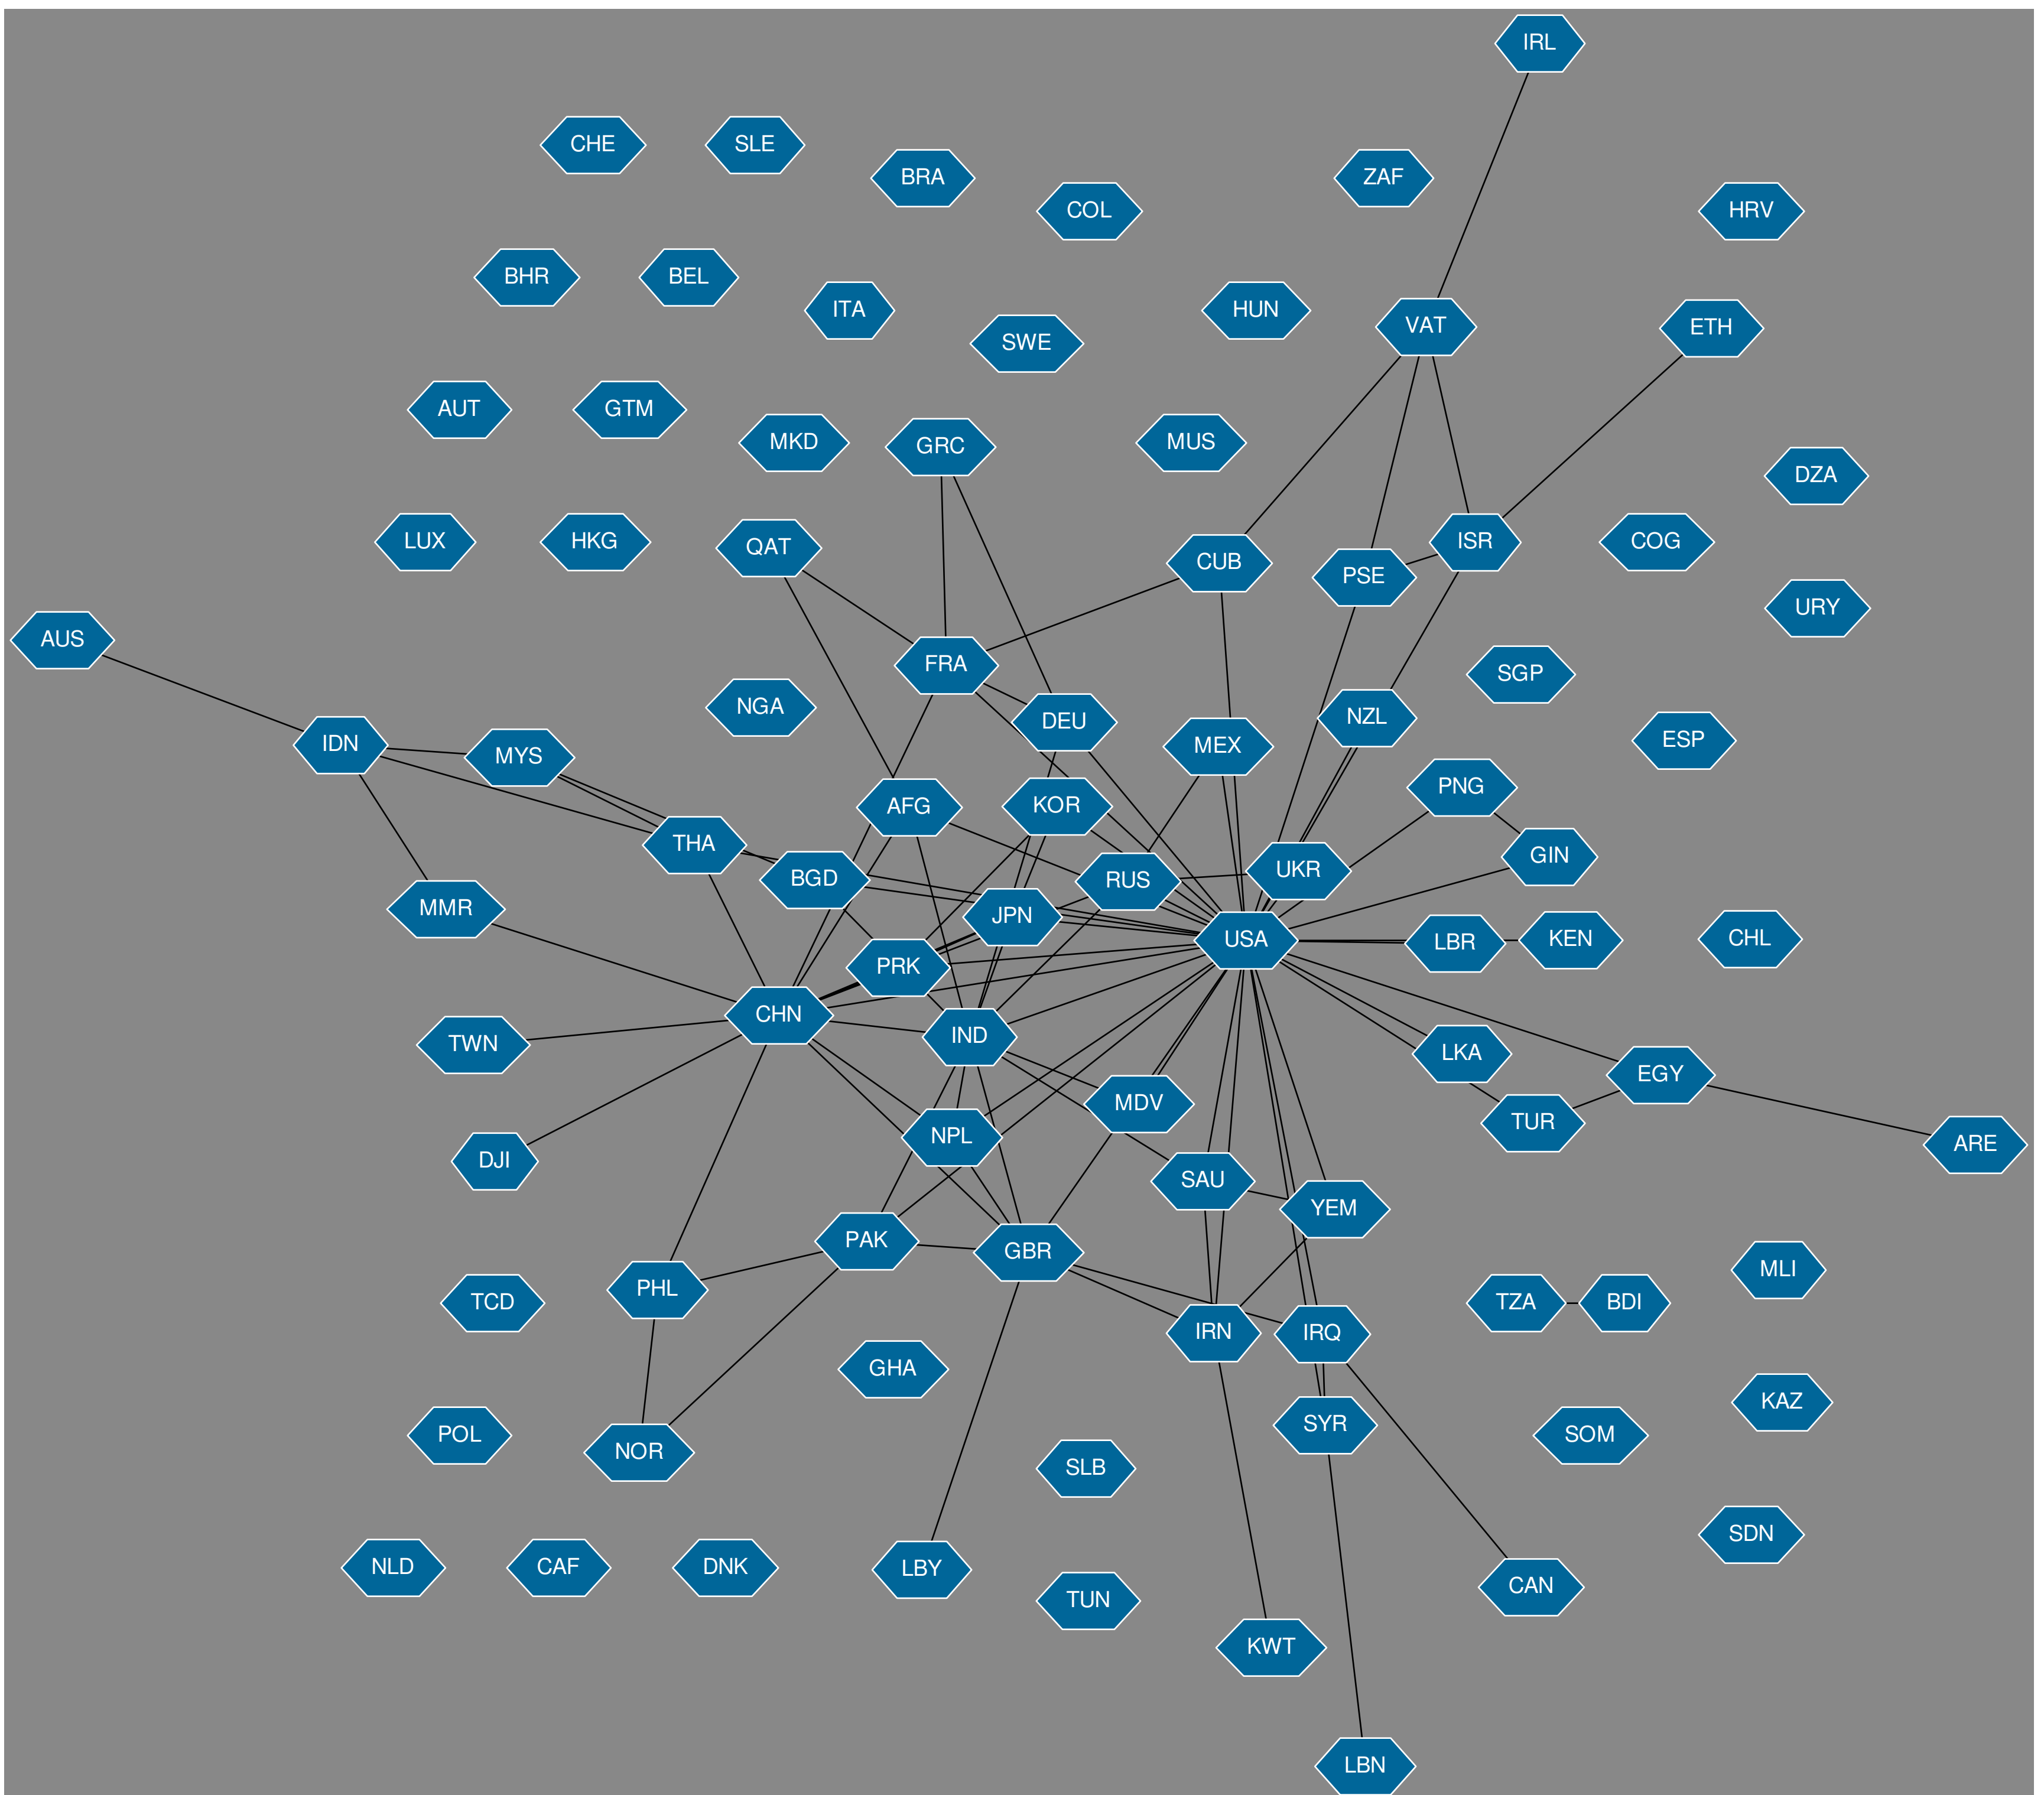 IRL
CHE
SLE
BRA
ZAF
COL
HRV
BHR
BEL
ITA
HUN
VAT
ETH
SWE
AUT
GTM
MKD
GRC
MUS
DZA
LUX
HKG
QAT
CUB
PSE
ISR
COG
AUS
FRA
URY
SGP
NGA
DEU
NZL
IDN
MYS
MEX
ESP
AFG
KOR
PNG
THA
BGD
RUS
UKR
GIN
MMR
JPN
USA
LBR
KEN
CHL
PRK
CHN
TWN
IND
LKA
EGY
MDV
TUR
DJI
NPL
ARE
SAU
YEM
PAK
GBR
MLI
TCD
PHL
TZA
BDI
IRN
IRQ
GHA
KAZ
POL
NOR
SYR
SOM
SLB
SDN
NLD
CAF
DNK
LBY
CAN
TUN
KWT
LBN